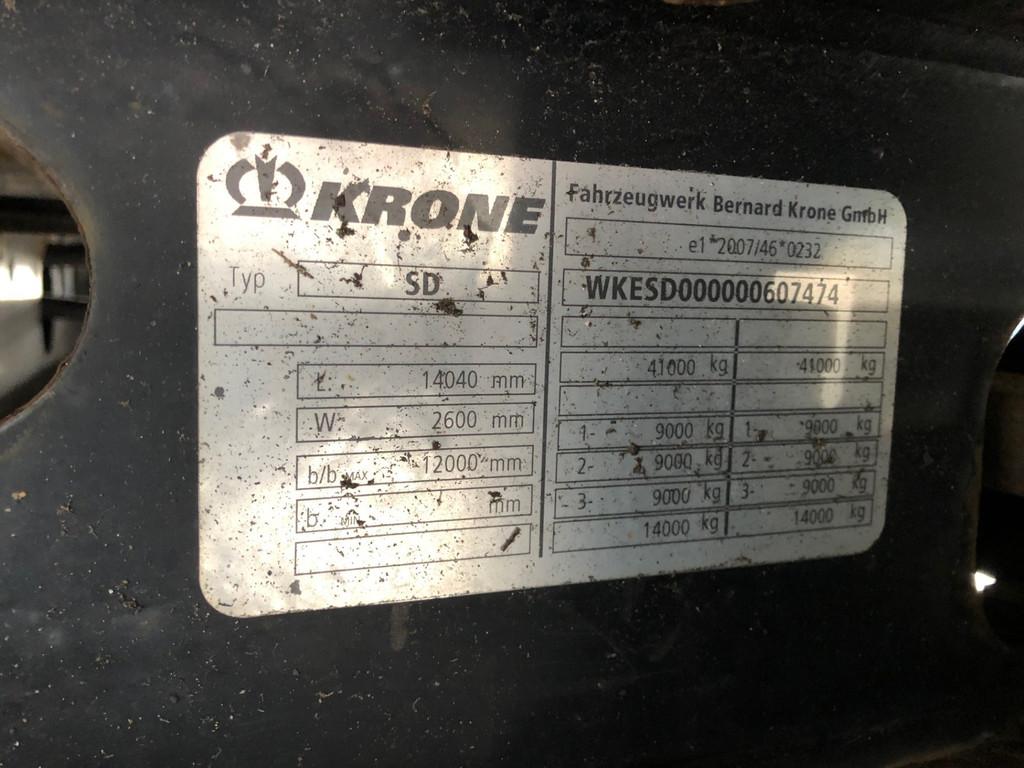 KRONE
Typ SD
L: 14040 mm
W 2600 mm
b/b MAX 12000 mm
b MIN mm
Fahrzeugwerk Bernard Krone GmbH
e1*2007/46*0232
WKESD000000607474
41000 kg 41000 kg
1- 9000 kg 1- 9000 kg
2- 9000 kg 2- 9000 kg
3- 9000 kg 3- 9000 kg
14000 kg 14000 kg